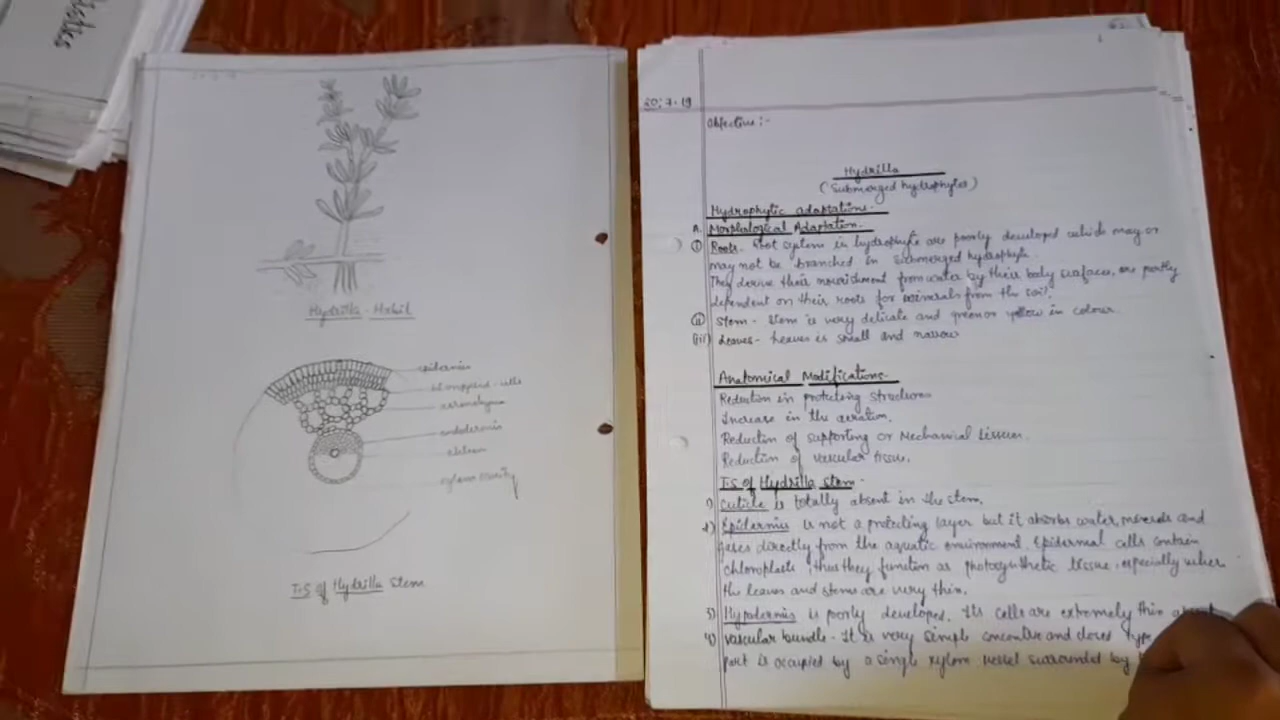 Hydrilla - Habit
epidermis
aerenchyma
endodermis
xylem cavity
T.S of Hydrilla Stem
20.7.19
Objective :-
Hydrilla
(Submerged hydrophytes)
Hydrophytic adaptations-
A. Morphological Adaptation.
(i) Roots- Root system in hydrophyte are poorly developed which may or
may not be branched in submerged hydrophyte.
They derive their nourishment from water by their body surfaces, are partly
dependent on their roots for minerals from the soil.
(ii) Stem - Stem is very delicate and green or yellow in colour.
(iii) Leaves- Leaves is small and narrow
Anatomical Modifications-
Reduction in protecting structures
Increase in the aeration.
Reduction of supporting or Mechanical tissues.
Reduction of vascular tissue.
T.S of Hydrilla stem-
1) Cuticle is totally absent in the stem.
2) Epidermis is not a protecting layer but it absorbs water, minerals and
gases directly from the aquatic environment. Epidermal cells contain
chloroplasts, thus they function as photosynthetic tissue, especially when
the leaves and stems are very thin.
3) Hypodermis is poorly developed. Its cells are extremely thin
4) Vascular bundle - It is very simple and closed type
part is occupied by a single xylem vessel surrounded by